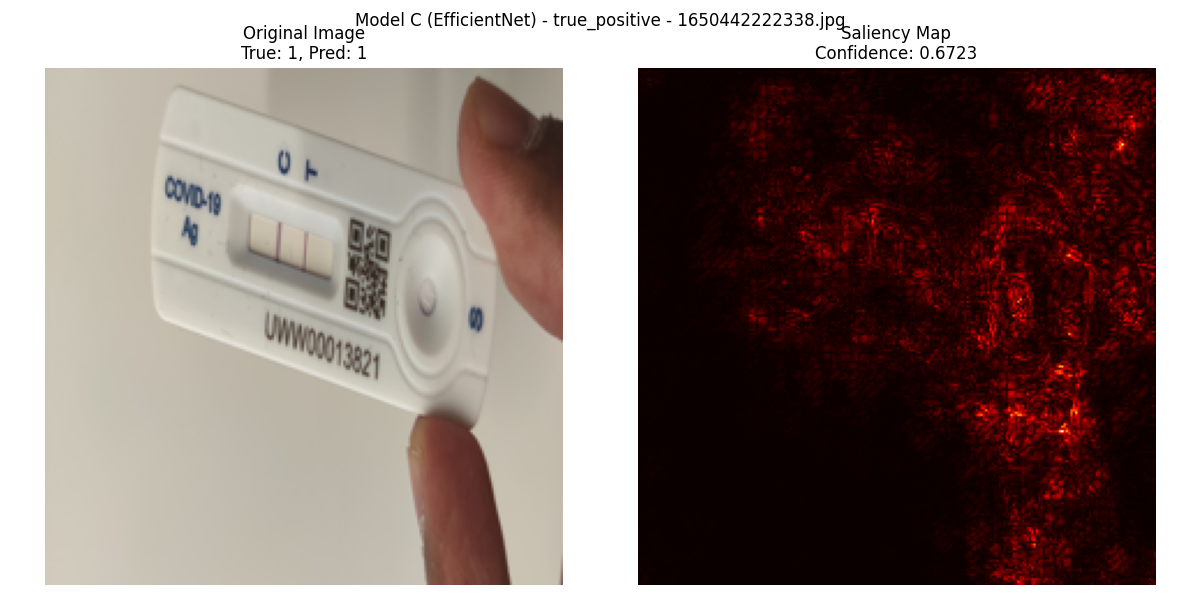 Model C (EfficientNet) - true_positive - 1650442222338.jpg
Original Image
True: 1, Pred: 1
Saliency Map
Confidence: 0.6723
C T
COVID-19
Ag
S
UWW00013821